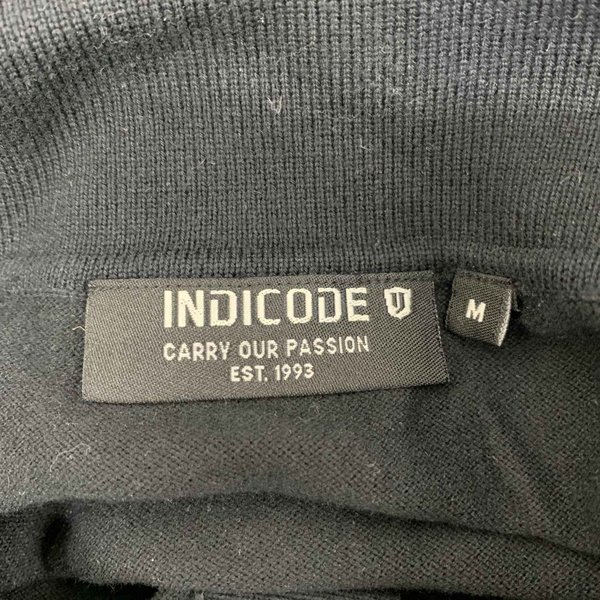 INDICODE
CARRY OUR PASSION
EST. 1993
M